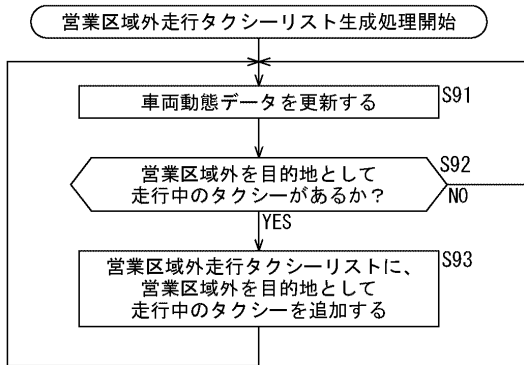 営業区域外走行タクシーリスト生成処理開始
車両動態データを更新する
S91
営業区域外を目的地として
走行中のタクシーがあるか？
S92
NO
YES
営業区域外走行タクシーリストに、
営業区域外を目的地として
走行中のタクシーを追加する
S93